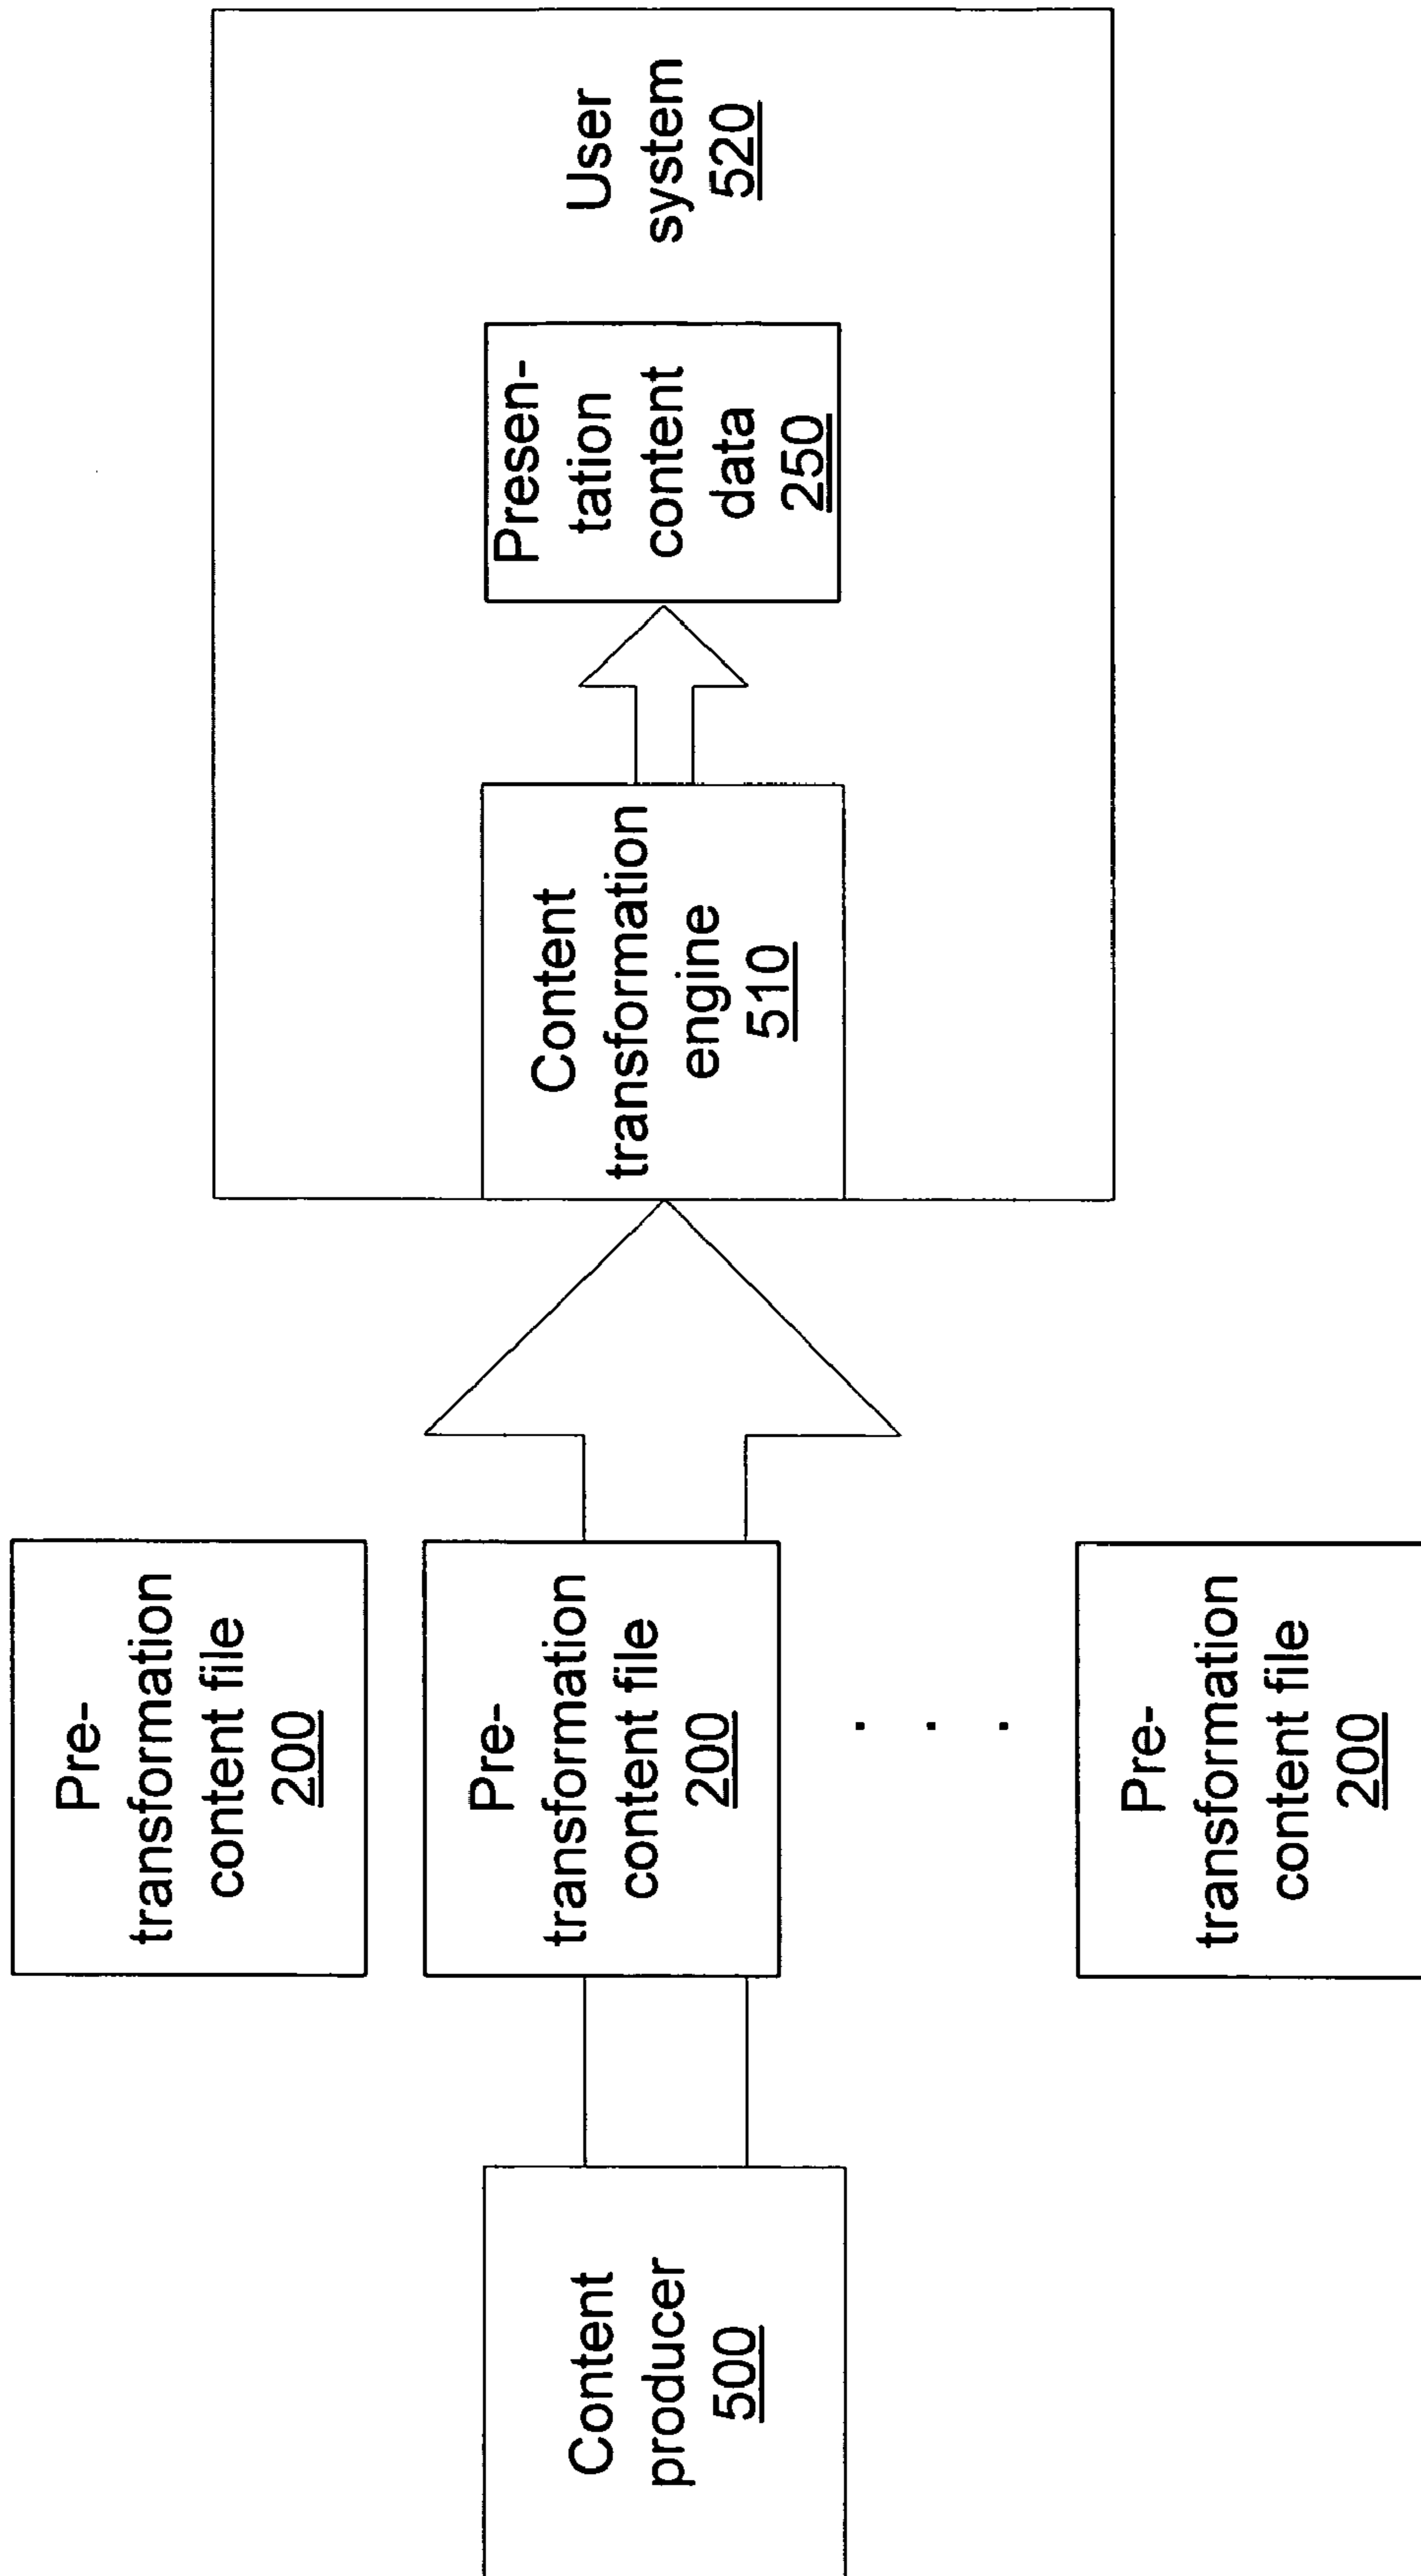 Pre-
transformation
content file
200
Content
producer
500
Pre-
transformation
content file
200
Content
transformation
engine
510
Presen-
tation
content
data
250
User
system
520
. . .
Pre-
transformation
content file
200